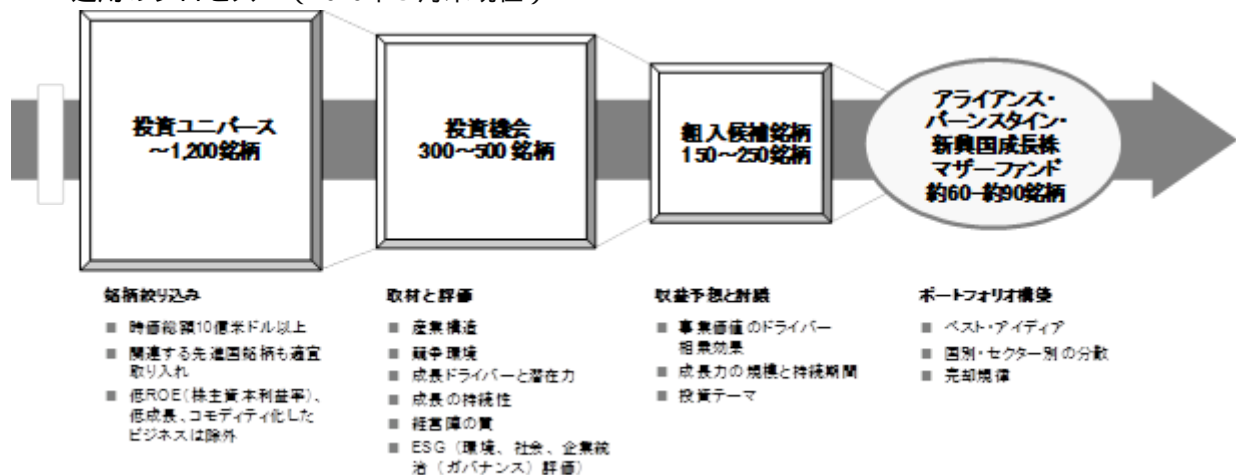 投資ユニバース
～1,200銘柄
投資機会
300～500 銘柄
組入候補銘柄
150～250銘柄
アライアンス・
バーンスタイン・
新興国成長株
マザーファンド
約60－約90銘柄
銘柄絞り込み
■ 時価総額10億米ドル以上
■ 関連する先進国銘柄も適宜
取り入れ
■ 低ROE（株主資本利益率）、
低成長、コモディティ化した
ビジネスは除外
取材と評価
■ 産業構造
■ 競争環境
■ 成長ドライバーと潜在力
■ 成長の持続性
■ 経営陣の質
■ ESG（環境、社会、企業統
治（ガバナンス）評価）
収益予想と討議
■ 事業価値のドライバー
相乗効果
■ 成長力の規模と持続期間
■ 投資テーマ
ポートフォリオ構築
■ ベスト・アイディア
■ 国別・セクター別の分散
■ 売却規律